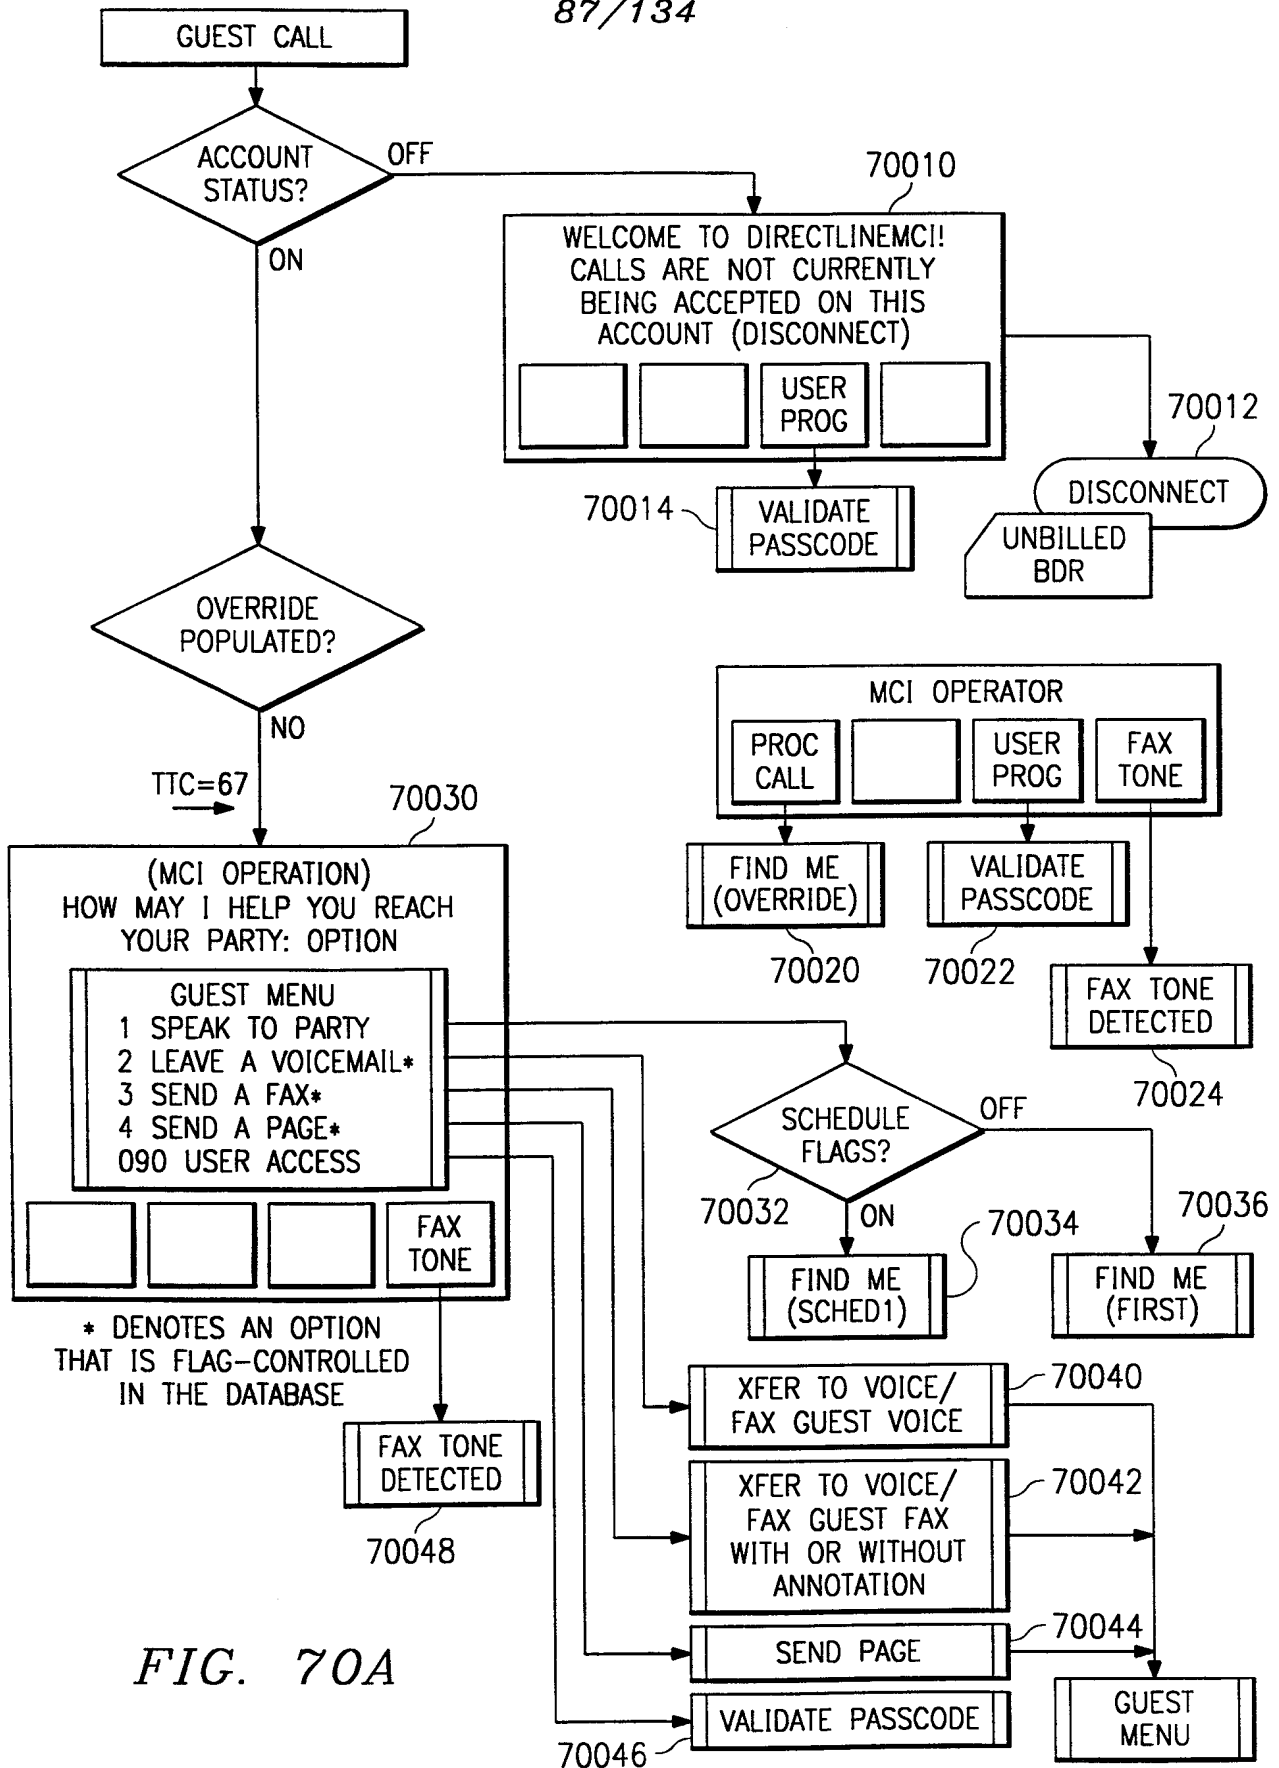 87/134
GUEST CALL
ACCOUNT
STATUS?
OFF
ON
70010
WELCOME TO DIRECTLINEMCI!
CALLS ARE NOT CURRENTLY
BEING ACCEPTED ON THIS
ACCOUNT (DISCONNECT)
USER
PROG
70012
DISCONNECT
UNBILLED
BDR
70014
VALIDATE
PASSCODE
OVERRIDE
POPULATED?
NO
TTC=67
70030
MCI OPERATOR
PROC
CALL
USER
PROG
FAX
TONE
FIND ME
(OVERRIDE)
70020
VALIDATE
PASSCODE
70022
FAX TONE
DETECTED
70024
(MCI OPERATION)
HOW MAY I HELP YOU REACH
YOUR PARTY: OPTION
GUEST MENU
1 SPEAK TO PARTY
2 LEAVE A VOICEMAIL*
3 SEND A FAX*
4 SEND A PAGE*
090 USER ACCESS
FAX
TONE
* DENOTES AN OPTION
THAT IS FLAG-CONTROLLED
IN THE DATABASE
FAX TONE
DETECTED
70048
SCHEDULE
FLAGS?
OFF
70032
ON
70034
70036
FIND ME
(SCHED1)
FIND ME
(FIRST)
XFER TO VOICE/
FAX GUEST VOICE
70040
XFER TO VOICE/
FAX GUEST FAX
WITH OR WITHOUT
ANNOTATION
70042
SEND PAGE
70044
VALIDATE PASSCODE
70046
GUEST
MENU
FIG. 70A